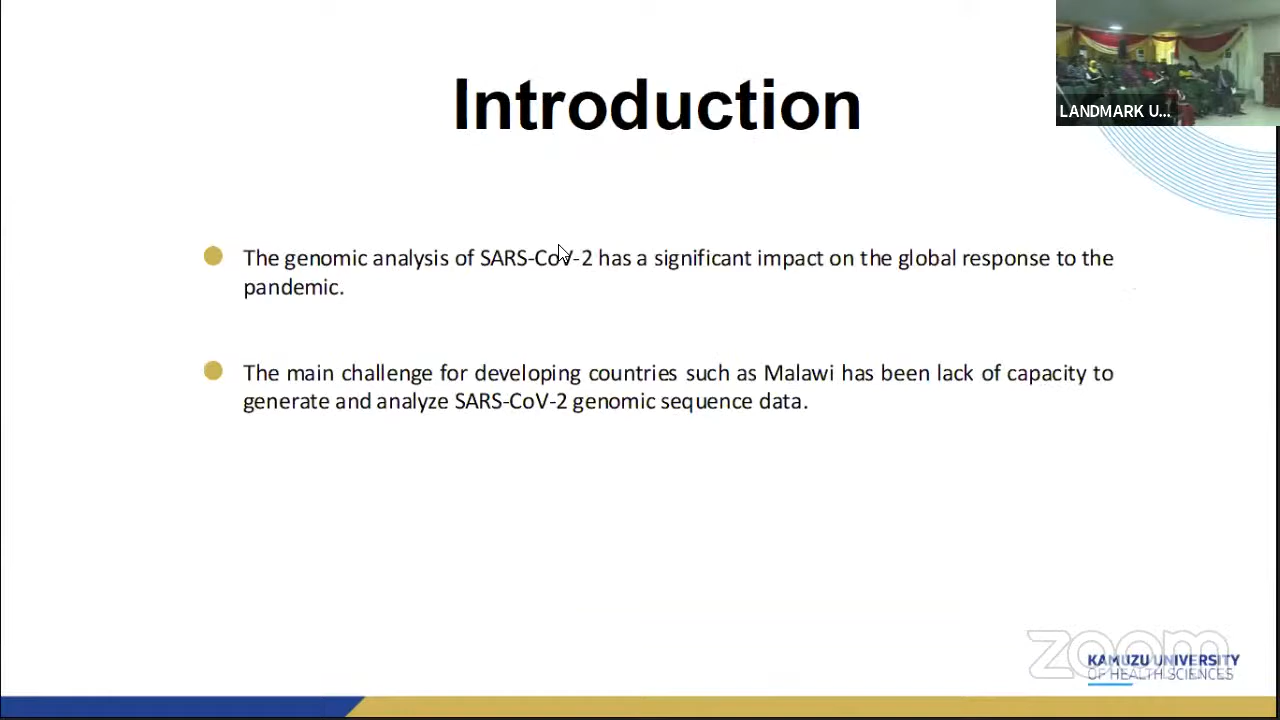 Introduction
LANDMARK U...
The genomic analysis of SARS-CoV-2 has a significant impact on the global response to the
pandemic.
The main challenge for developing countries such as Malawi has been lack of capacity to
generate and analyze SARS-CoV-2 genomic sequence data.
zoom
KAMUZU UNIVERSITY
OF HEALTH SCIENCES